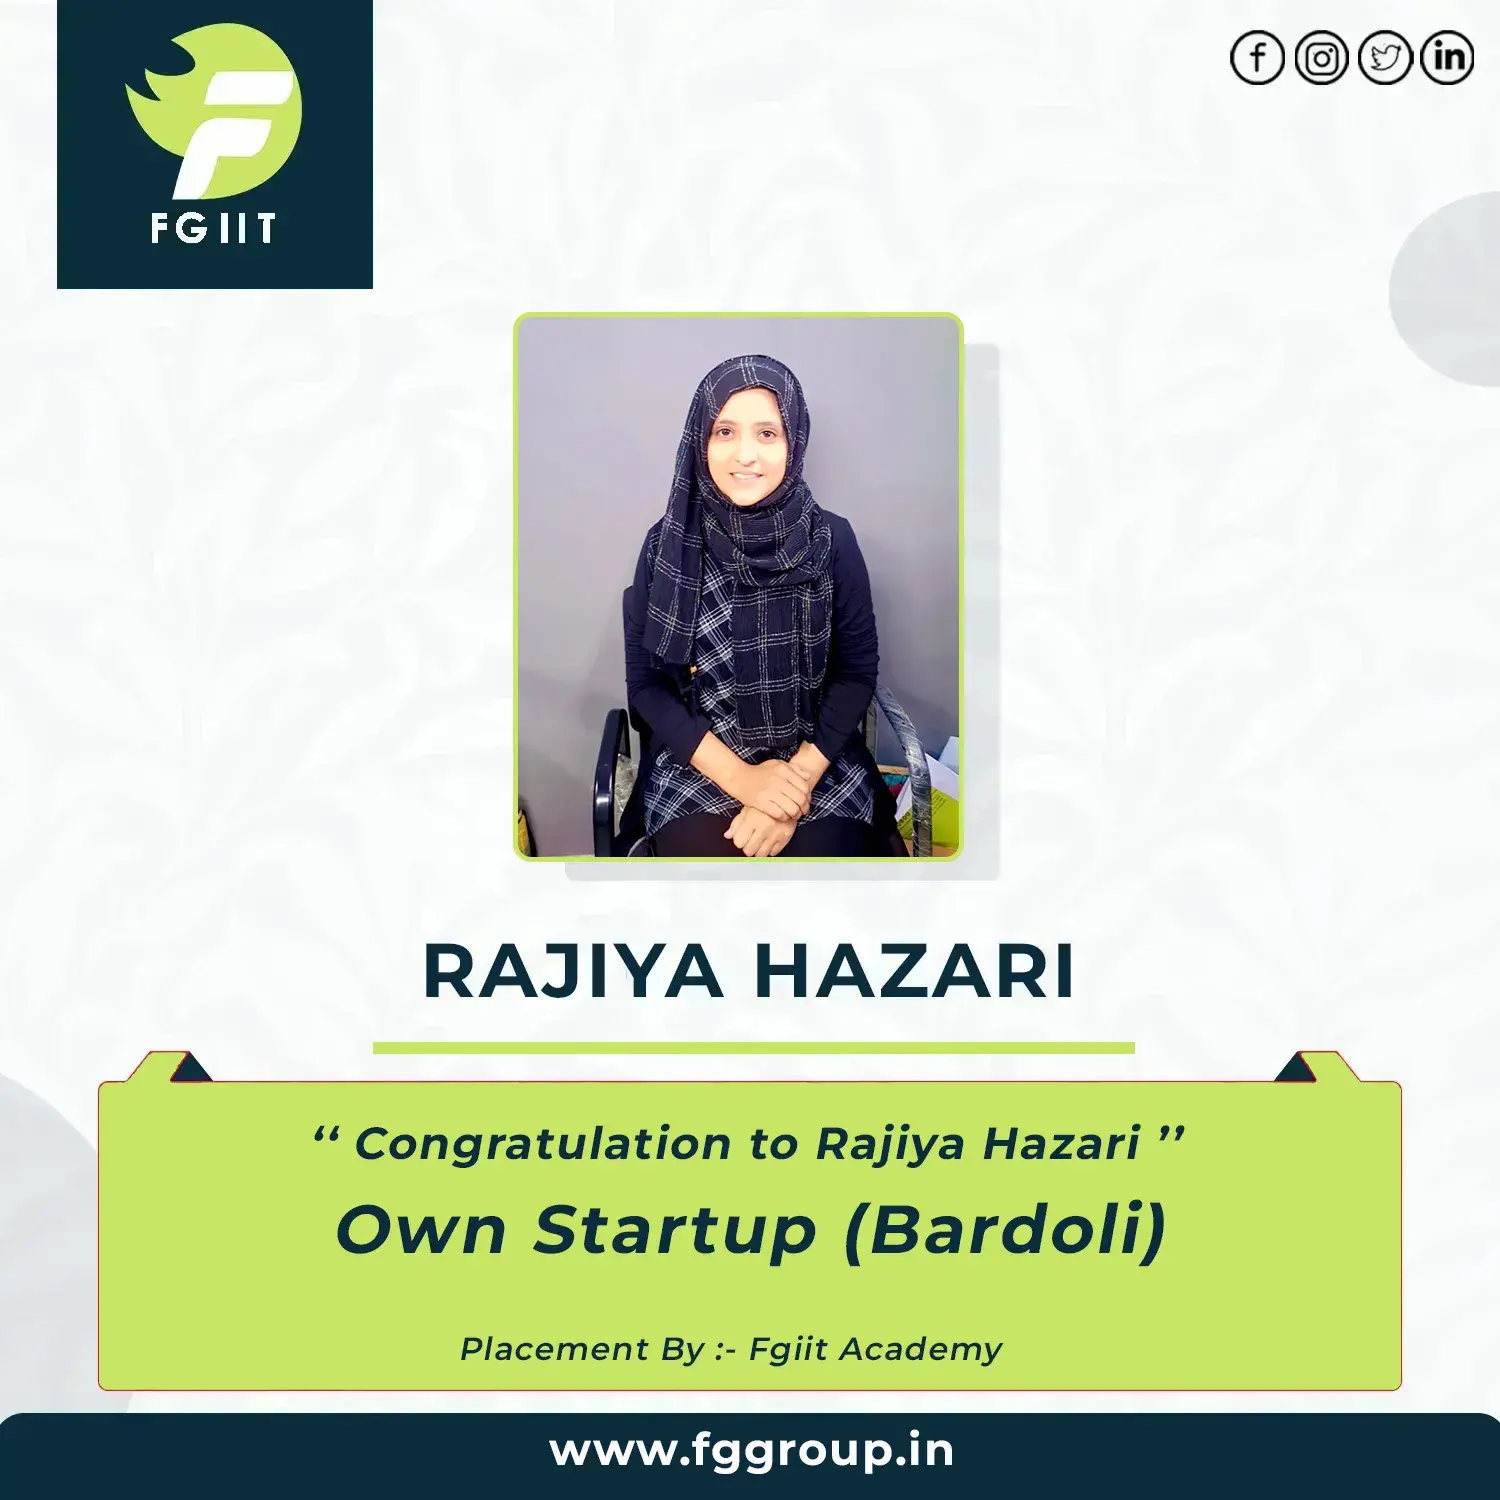 FGIIT
RAJIYA HAZARI
‘‘ Congratulation to Rajiya Hazari ’’
Own Startup (Bardoli)
Placement By :- Fgiit Academy
www.fggroup.in